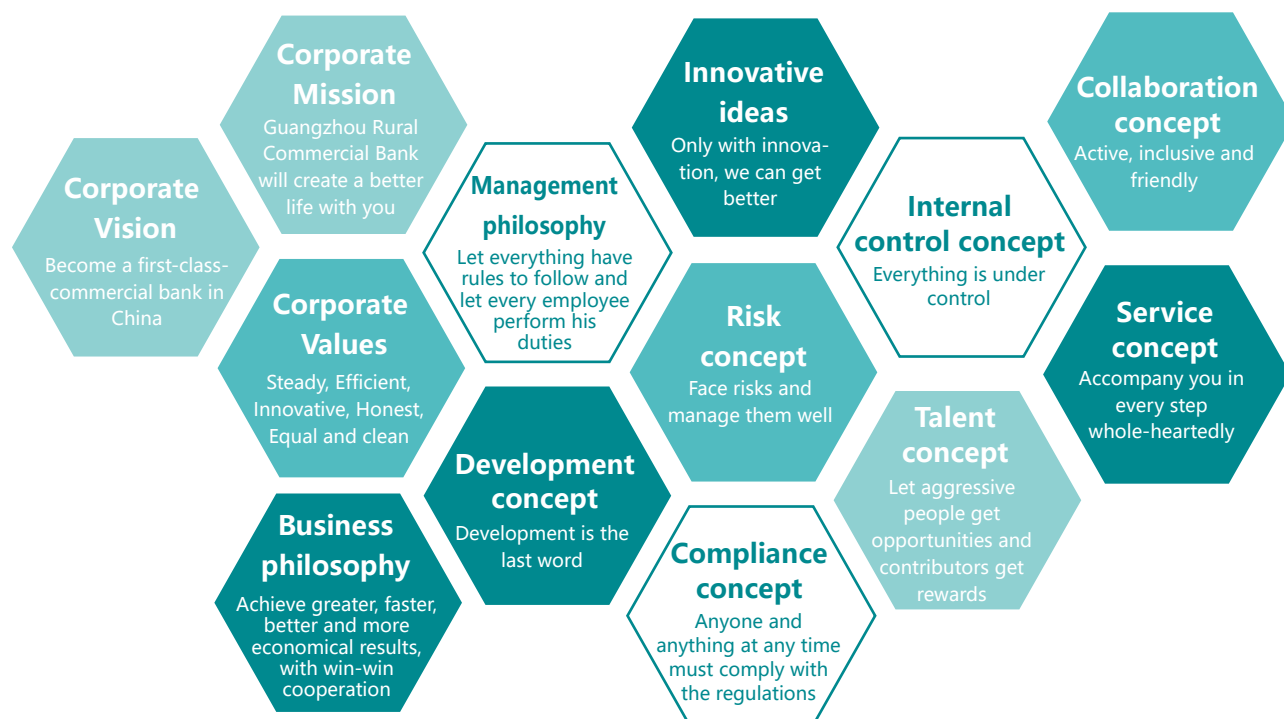 Corporate
Mission
Guangzhou Rural
Commercial Bank
will create a better
life with you
Corporate
Vision
Become a first-class-
commercial bank in
China
Corporate
Values
Steady, Efficient,
Innovative, Honest,
Equal and clean
Business
philosophy
Achieve greater, faster,
better and more
economical results,
with win-win
cooperation
Management
philosophy
Let everything have
rules to follow and
let every employee
perform his
duties
Development
concept
Development is the
last word
Innovative
ideas
Only with innova-
tion, we can get
better
Risk
concept
Face risks and
manage them well
Compliance
concept
Anyone and
anything at any time
must comply with
the regulations
Internal
control concept
Everything is under
control
Talent
concept
Let aggressive
people get
opportunities and
contributors get
rewards
Collaboration
concept
Active, inclusive and
friendly
Service
concept
Accompany you in
every step
whole-heartedly